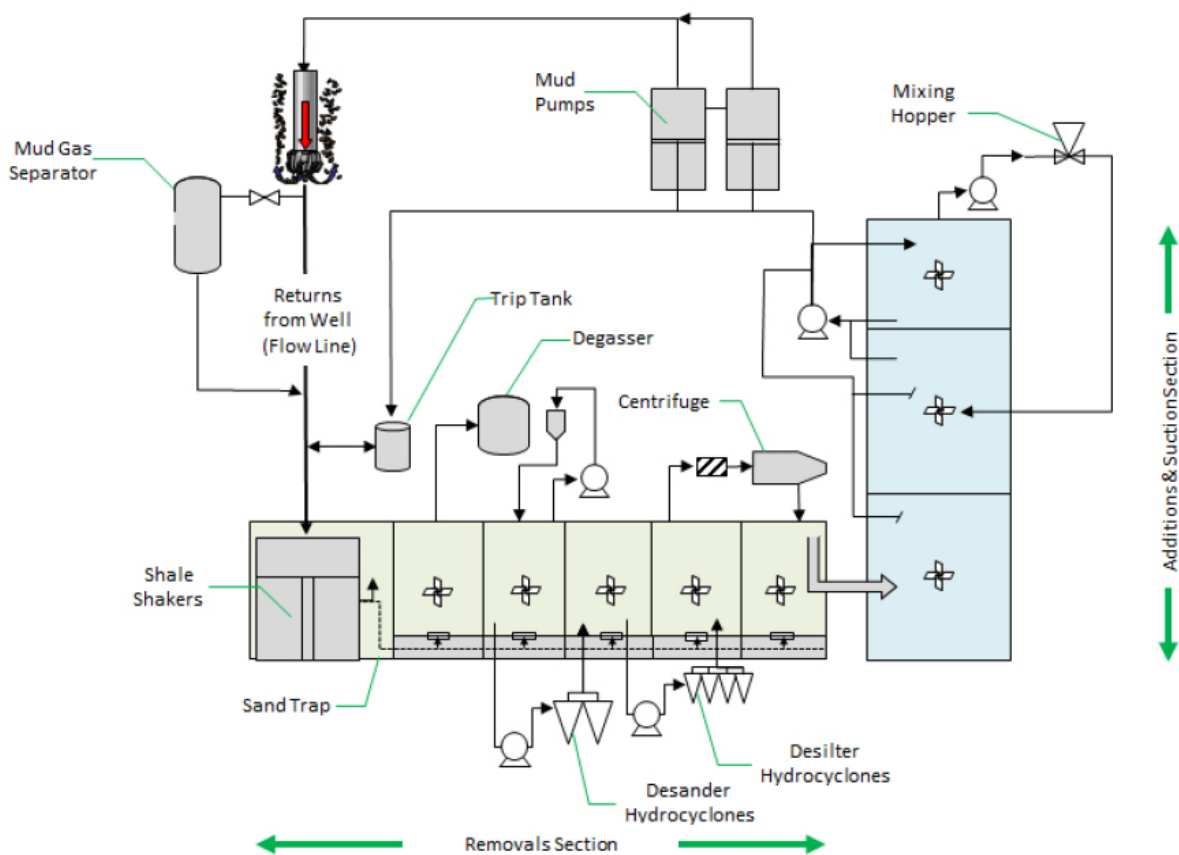 Mud
Pumps
Mixing
Hopper
Mud Gas
Separator
Returns
from Well
(Flow Line)
Trip Tank
Degasser
Centrifuge
Additions & Suction Section
Shale
Shakers
Sand Trap
Desilter
Hydrocyclones
Desander
Hydrocyclones
Removals Section